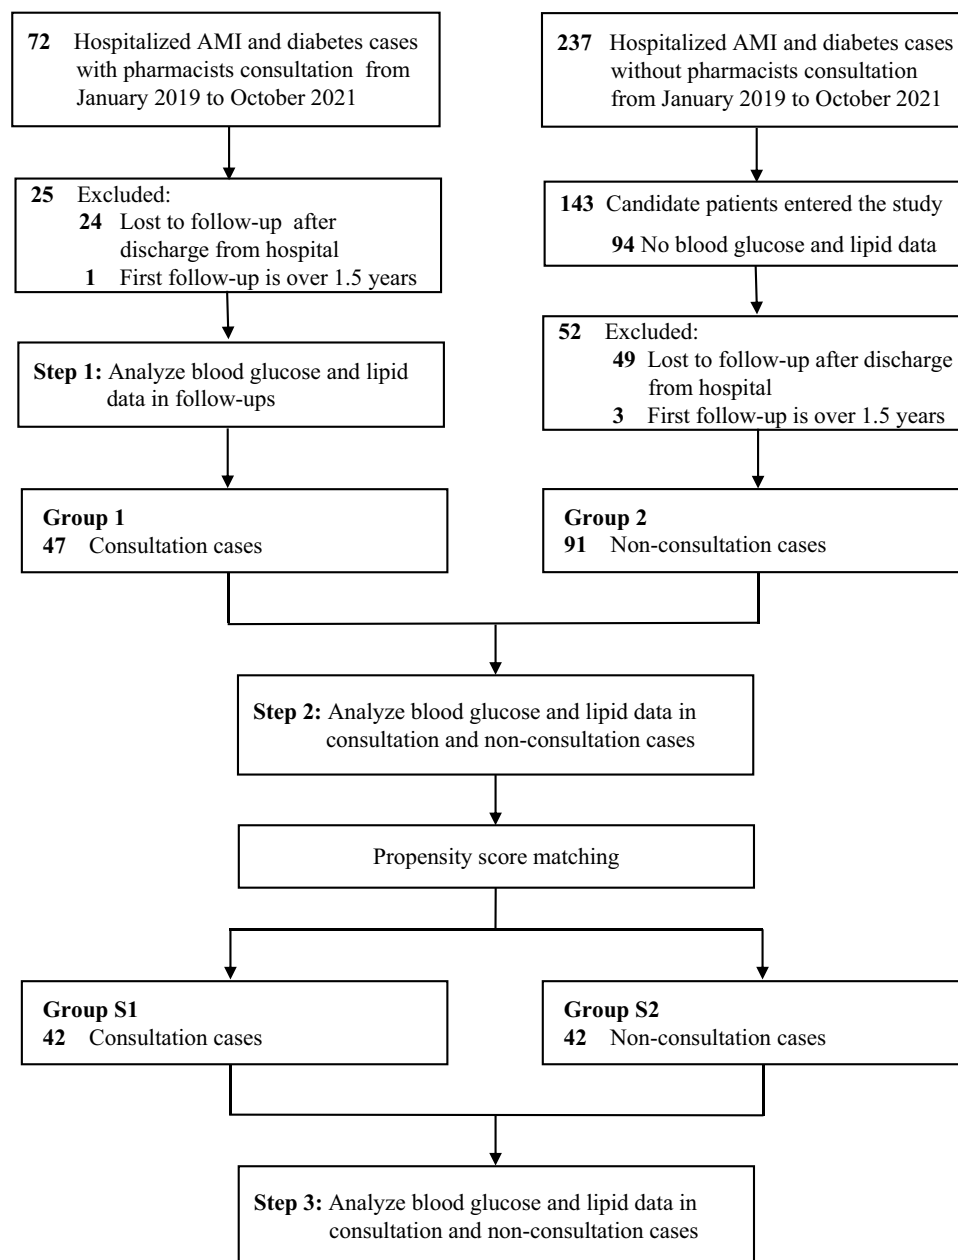 72 Hospitalized AMI and diabetes cases
with pharmacists consultation from
January 2019 to October 2021
237 Hospitalized AMI and diabetes cases
without pharmacists consultation
from January 2019 to October 2021
25 Excluded:
24 Lost to follow-up after
discharge from hospital
1 First follow-up is over 1.5 years
143 Candidate patients entered the study
94 No blood glucose and lipid data
52 Excluded:
49 Lost to follow-up after discharge
from hospital
3 First follow-up is over 1.5 years
Step 1: Analyze blood glucose and lipid
data in follow-ups
Group 1
47 Consultation cases
Group 2
91 Non-consultation cases
Step 2: Analyze blood glucose and lipid data in
consultation and non-consultation cases
Propensity score matching
Group S1
42 Consultation cases
Group S2
42 Non-consultation cases
Step 3: Analyze blood glucose and lipid data in
consultation and non-consultation cases